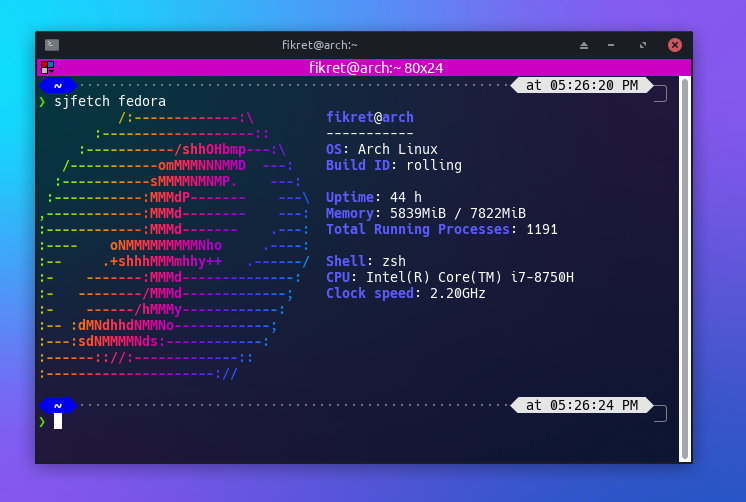 fikret@arch:~
fikret@arch:~ 80x24
~ at 05:26:20 PM
❯ sjfetch fedora
/:-------------:\ fikret@arch
:-------------------:: -----------
:-----------/shhOHbmp---:\ OS: Arch Linux
/-----------omMMMNNNMMD  ---: Build ID: rolling
:-----------sMMMMNMNMP.    ---:
:-----------:MMMdP-------    ---\ Uptime: 44 h
,------------:MMMd--------    ---: Memory: 5839MiB / 7822MiB
:------------:MMMd-------    .---: Total Running Processes: 1191
:----    oNMMMMMMMMMNho     .----:
:--     .+shhhMMMmhhy++   .------/ Shell: zsh
:-    -------:MMMd--------------: CPU: Intel(R) Core(TM) i7-8750H
:-   --------/MMMd-------------; Clock speed: 2.20GHz
:-    ------/hMMMy------------:
:-- :dMNdhhdNMMNo------------;
:---:sdNMMMMNds:------------:
:------:://:-------------::
:---------------------://
~ at 05:26:24 PM
❯